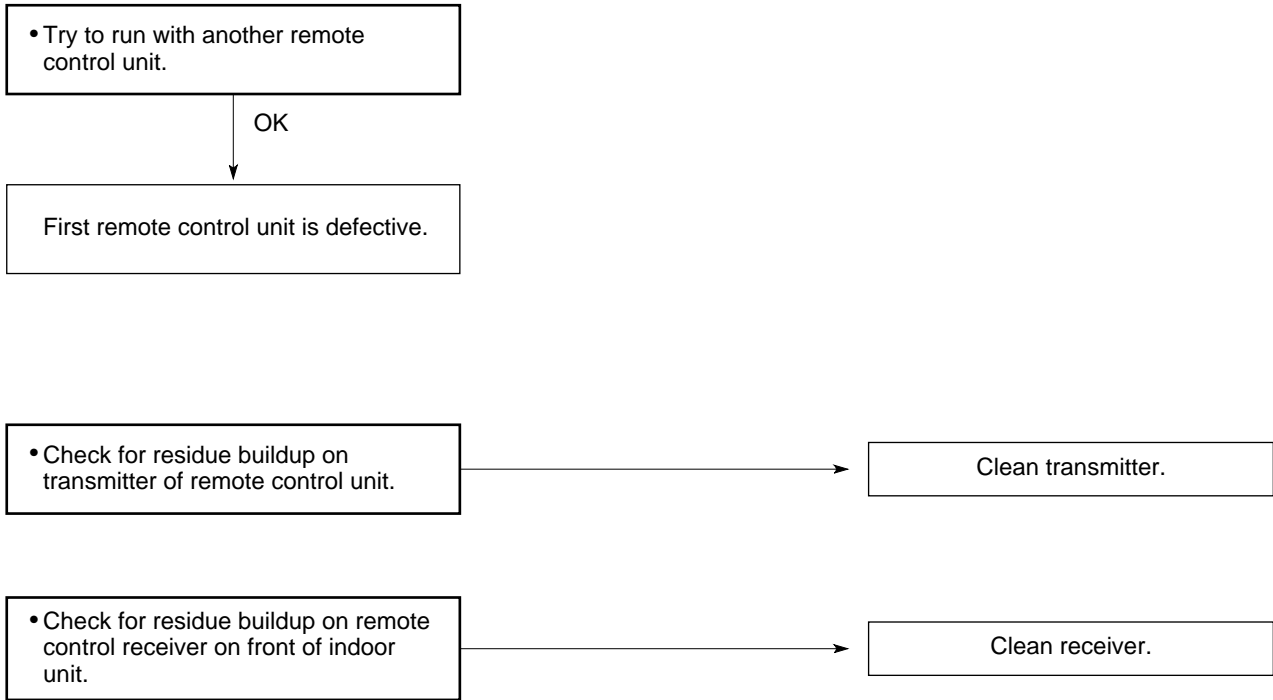 • Try to run with another remote
control unit.
OK
First remote control unit is defective.
• Check for residue buildup on
transmitter of remote control unit.
Clean transmitter.
• Check for residue buildup on remote
control receiver on front of indoor
unit.
Clean receiver.